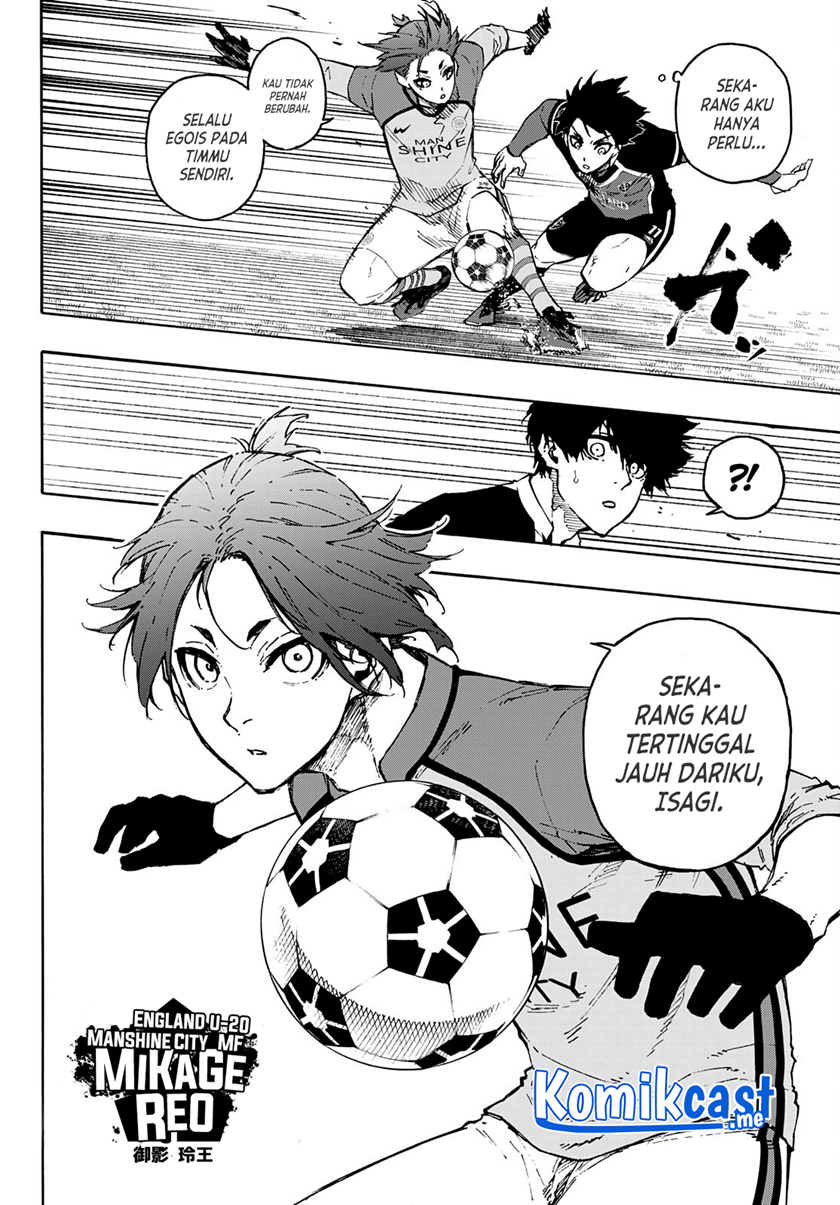 SEKA-
RANG AKU
HANYA
PERLU...
KAU TIDAK
PERNAH
BERUBAH.
SELALU
EGOIS PADA
TIMMU
SENDIRI.
MAN
SHINE
CITY
11
?!
SEKA-
RANG KAU
TERTINGGAL
JAUH DARIKU,
ISAGI.
ENGLAND U-20
MANSHINE CITY MF
MIKAGE
REO
御影 玲王
Komikcast
.me